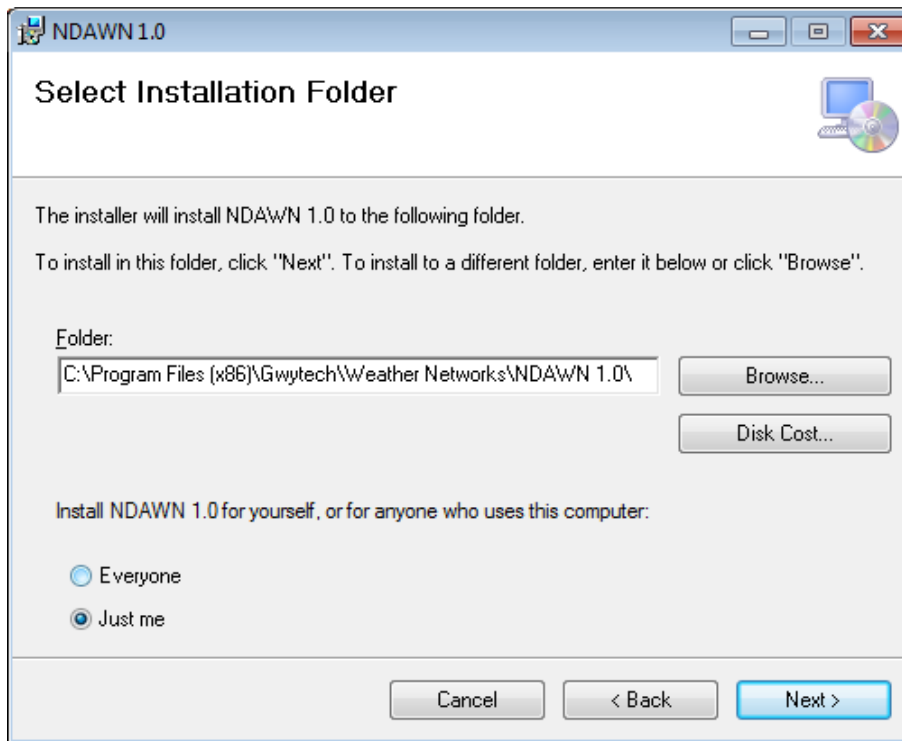 NDAWN 1.0
Select Installation Folder
The installer will install NDAWN 1.0 to the following folder.
To install in this folder, click "Next". To install to a different folder, enter it below or click "Browse".
Folder:
C:\Program Files (x86)\Gwytech\Weather Networks\NDAWN 1.0\
Browse...
Disk Cost...
Install NDAWN 1.0 for yourself, or for anyone who uses this computer:
Everyone
Just me
Cancel
< Back
Next >